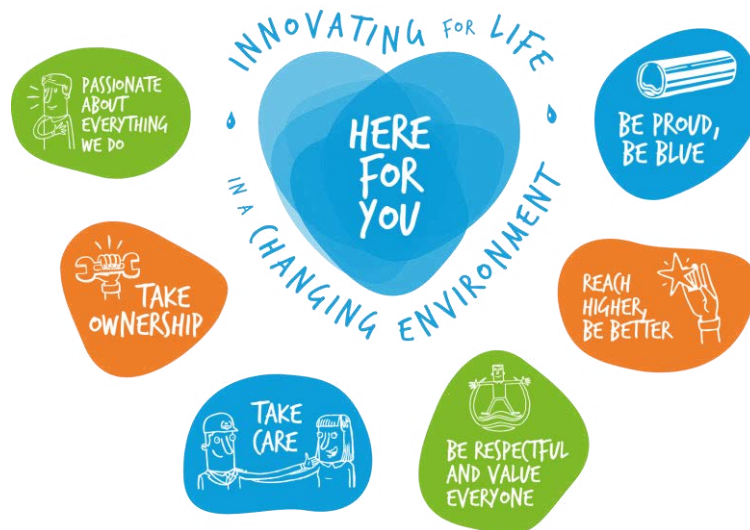 INNOVATING FOR LIFE
IN A CHANGING ENVIRONMENT
HERE
FOR
YOU
PASSIONATE
ABOUT
EVERYTHING
WE DO
BE PROUD,
BE BLUE
TAKE
OWNERSHIP
REACH
HIGHER,
BE BETTER
TAKE
CARE
BE RESPECTFUL
AND VALUE
EVERYONE